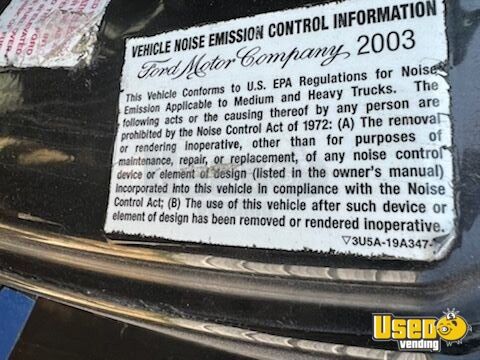 VEHICLE NOISE EMISSION CONTROL INFORMATION
Ford Motor Company 2003
This Vehicle Conforms to U.S. EPA Regulations for Noise
Emission Applicable to Medium and Heavy Trucks. The
following acts or the causing thereof by any person are
prohibited by the Noise Control Act of 1972: (A) The removal
or rendering inoperative, other than for purposes of
maintenance, repair, or replacement, of any noise control
device or element of design (listed in the owner's manual)
incorporated into this vehicle in compliance with the Noise
Control Act; (B) The use of this vehicle after such device or
element of design has been removed or rendered inoperative.
▽3U5A-19A347-
Used
vending